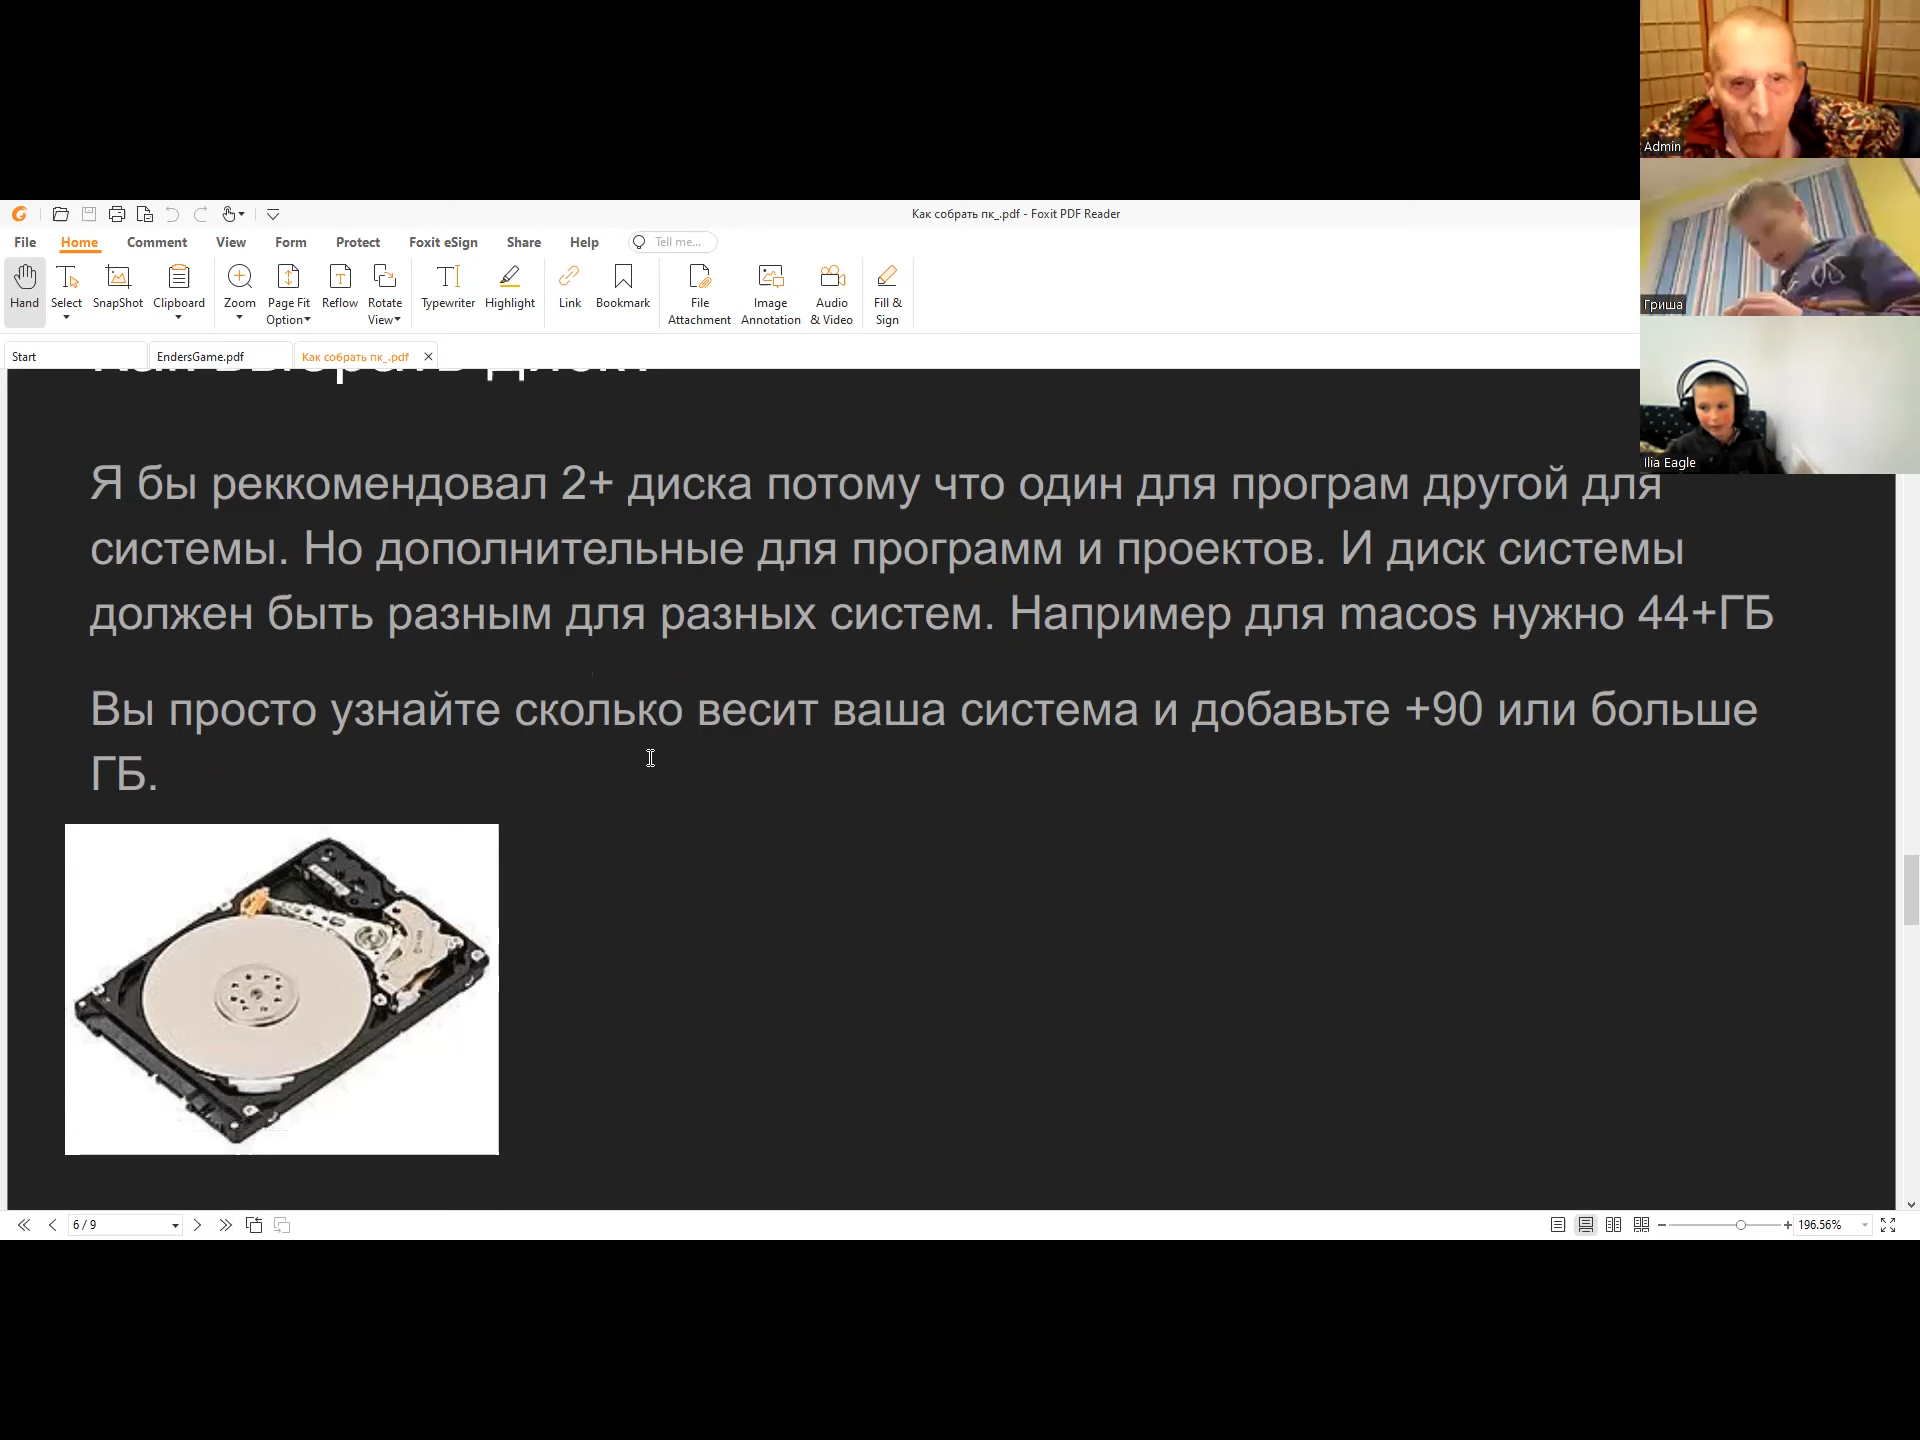 Admin
Как собрать пк_.pdf - Foxit PDF Reader
File Home Comment View Form Protect Foxit eSign Share Help Tell me...
Гриша
Hand Select SnapShot Clipboard Zoom Page Fit Option Reflow Rotate View Typewriter Highlight Link Bookmark File Attachment Image Annotation Audio & Video Fill & Sign
Start EndersGame.pdf Как собрать пк_.pdf
Как выбрать диск?
Ilia Eagle
Я бы реккомендовал 2+ диска потому что один для програм другой для
системы. Но дополнительные для программ и проектов. И диск системы
должен быть разным для разных систем. Например для macos нужно 44+ГБ
Вы просто узнайте сколько весит ваша система и добавьте +90 или больше
ГБ.
6 / 9 196.56%